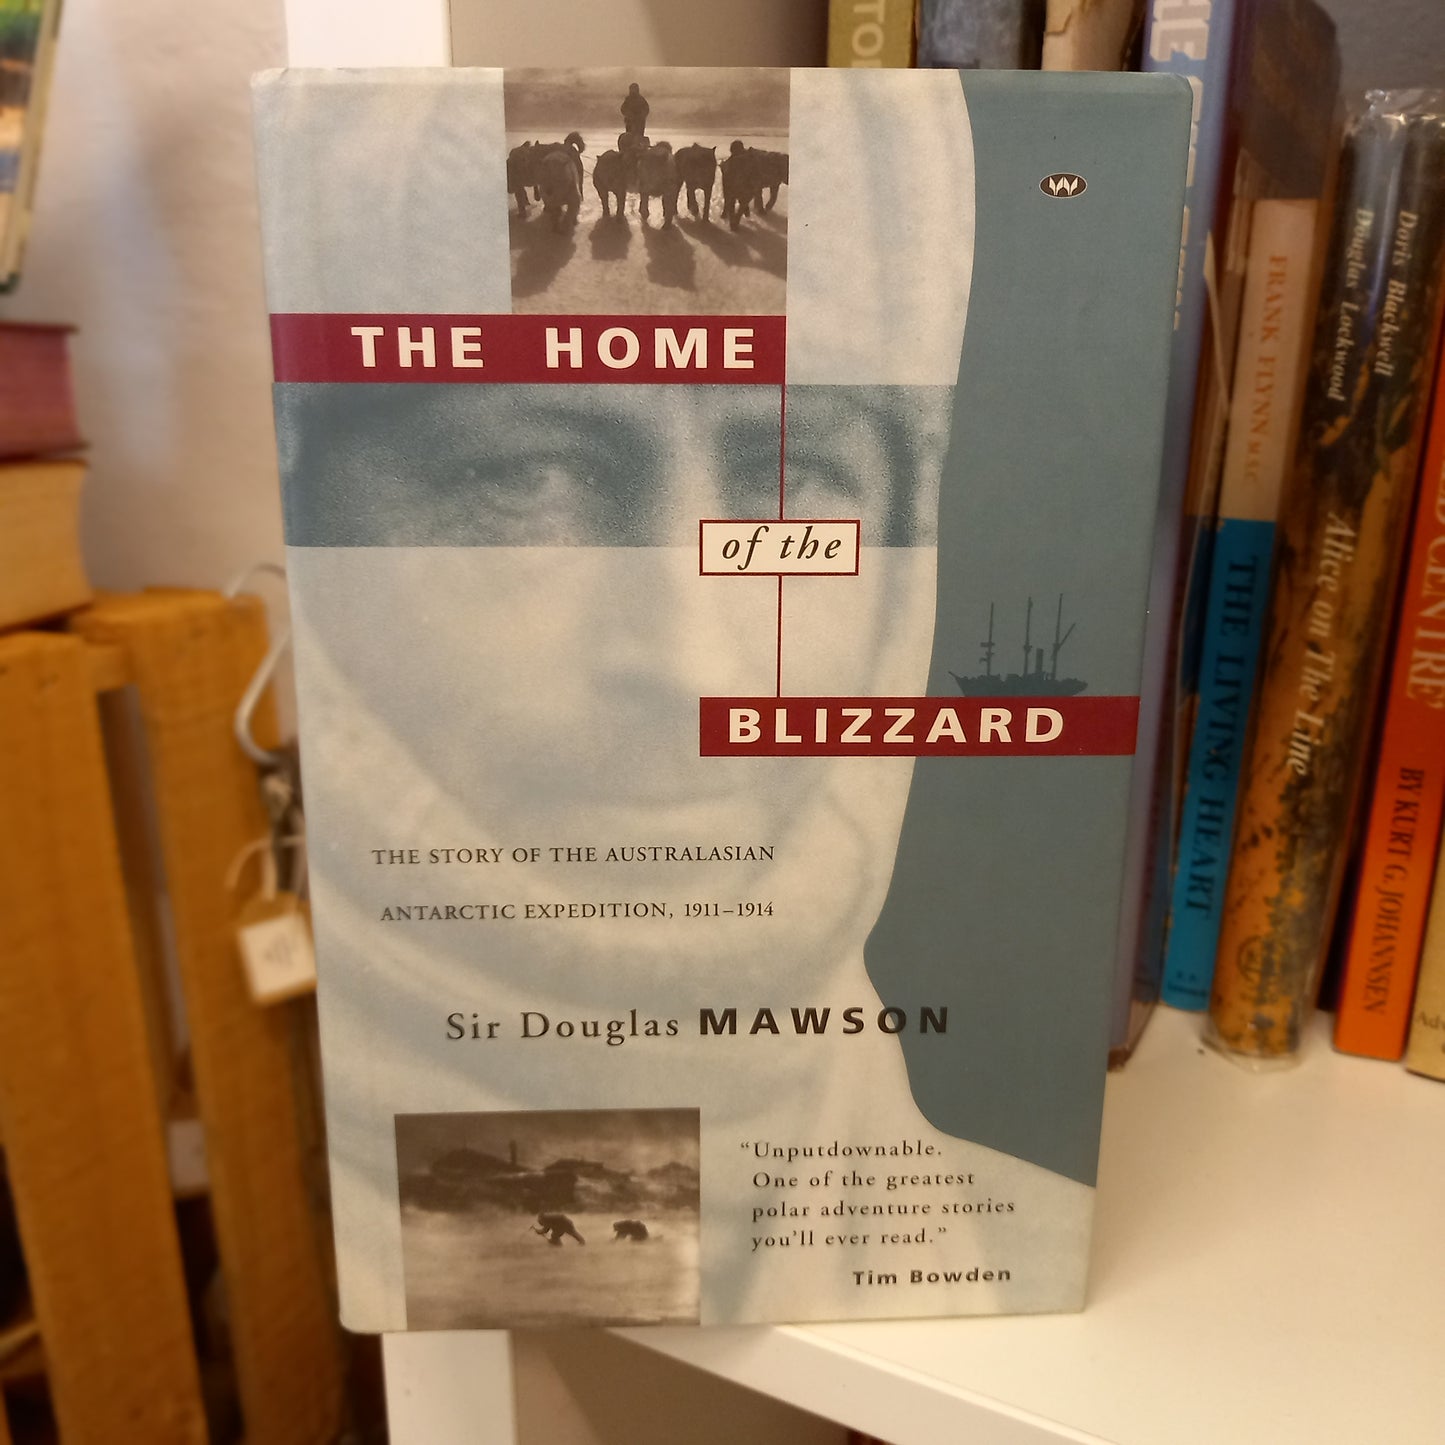 THE HOME
of the
BLIZZARD
THE STORY OF THE AUSTRALASIAN
ANTARCTIC EXPEDITION, 1911–1914
Sir Douglas MAWSON
“Unputdownable.
One of the greatest
polar adventure stories
you'll ever read.”
Tim Bowden
FRANK FLYNN M SC
THE LIVING HEART
Doris Blackwell
Douglas Lockwood
Alice on The Line
CENTRE”
BY KURT G. JOHANNSEN